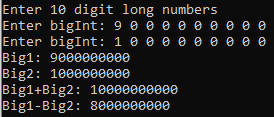 Enter 10 digit long numbers
Enter bigInt: 9 0 0 0 0 0 0 0 0 0
Enter bigInt: 1 0 0 0 0 0 0 0 0 0
Big1: 9000000000
Big2: 1000000000
Big1+Big2: 10000000000
Big1-Big2: 8000000000